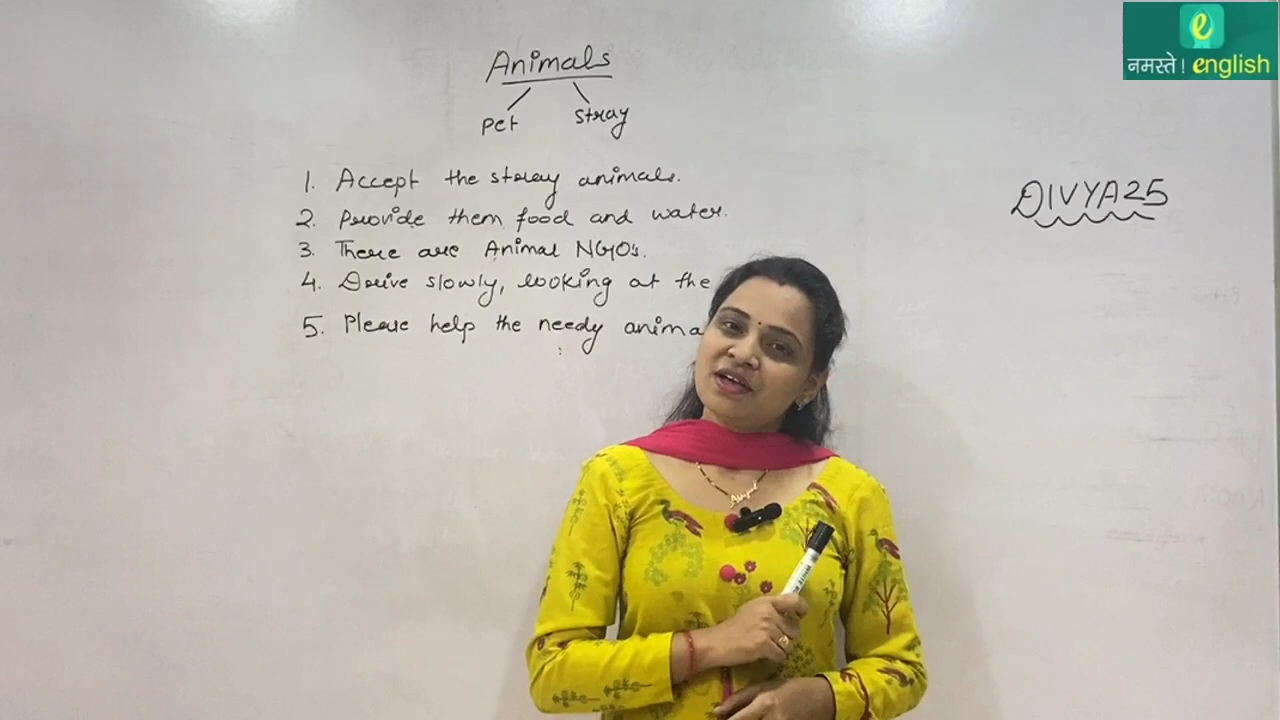 नमस्ते! english
Animals
Pet stray
1. Accept the stray animals.
2. Provide them food and water.
3. There are Animal NGO's.
4. Drive slowly, looking at the
5. Please help the needy anima
DIVYA25